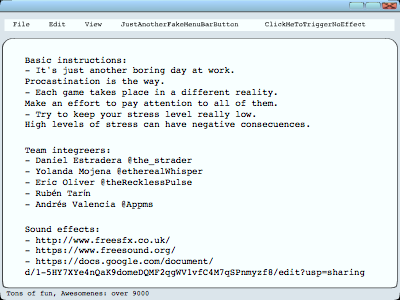 File Edit View JustAnotherFakeMenuBarButton ClickMeToTriggerNoEffect
Basic instructions:
- It's just another boring day at work.
Procastination is the way.
- Each game takes place in a different reality.
Make an effort to pay attention to all of them.
- Try to keep your stress level really low.
High levels of stress can have negative consecuences.
Team integreers:
- Daniel Estradera @the_strader
- Yolanda Mojena @etherealWhisper
- Eric Oliver @theRecklessPulse
- Rubén Tarín
- Andrés Valencia @Appms
Sound effects:
- http://www.freesfx.co.uk/
- https://www.freesound.org/
- https://docs.google.com/document/
d/1-5HY7XYe4nQaK9domeDQMF2qgWV1vfC4M7qSPnmyzf8/edit?usp=sharing
Tons of fun, Awesomenes: over 9000